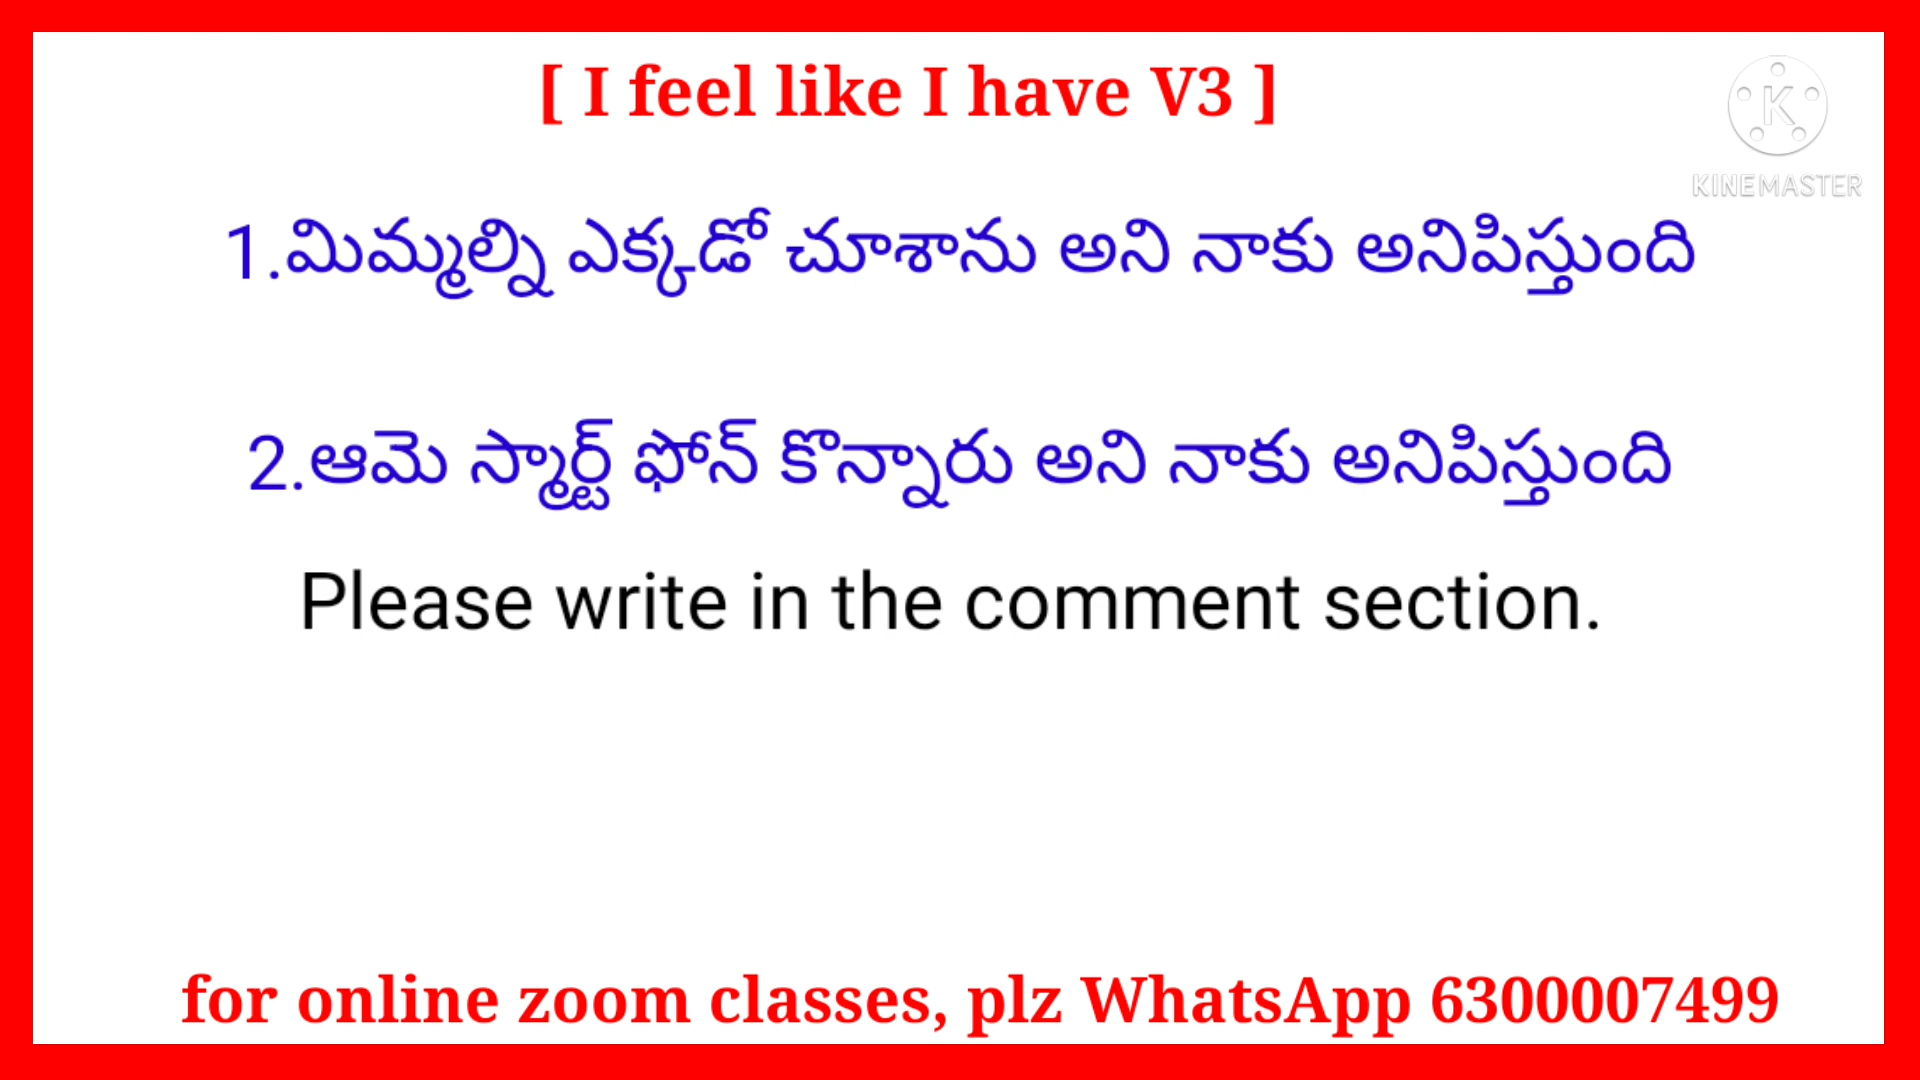 [ I feel like I have V3 ]
K
KINEMASTER
1.మిమ్మల్ని ఎక్కడో చూశాను అని నాకు అనిపిస్తుంది
2.ఆమె స్మార్ట్ ఫోన్ కొన్నారు అని నాకు అనిపిస్తుంది
Please write in the comment section.
for online zoom classes, plz WhatsApp 6300007499